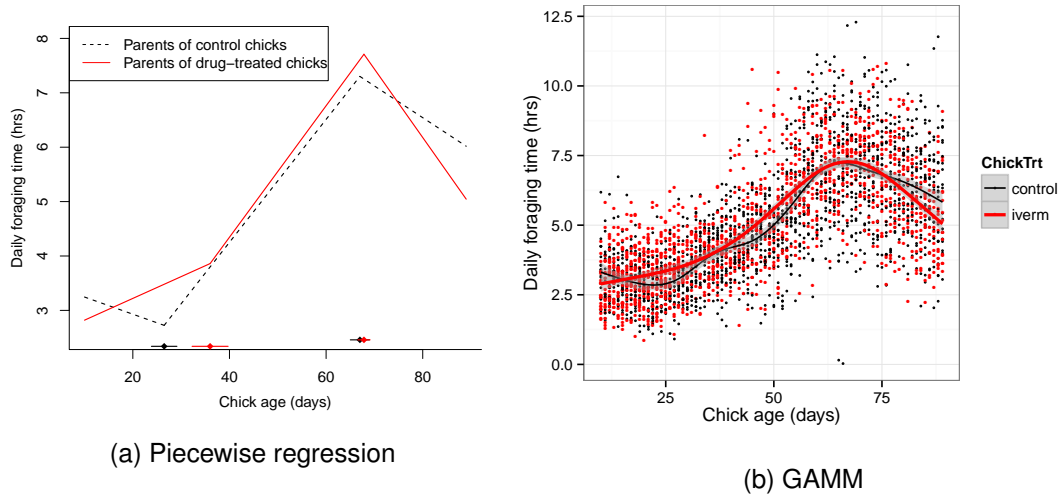 Parents of control chicks
Parents of drug−treated chicks
Daily foraging time (hrs)
8
7
6
5
4
3
20 40 60 80
Chick age (days)
(a) Piecewise regression
Daily foraging time (hrs)
12.5
10.0
7.5
5.0
2.5
0.0
25 50 75
Chick age (days)
ChickTrt
control
iverm
(b) GAMM